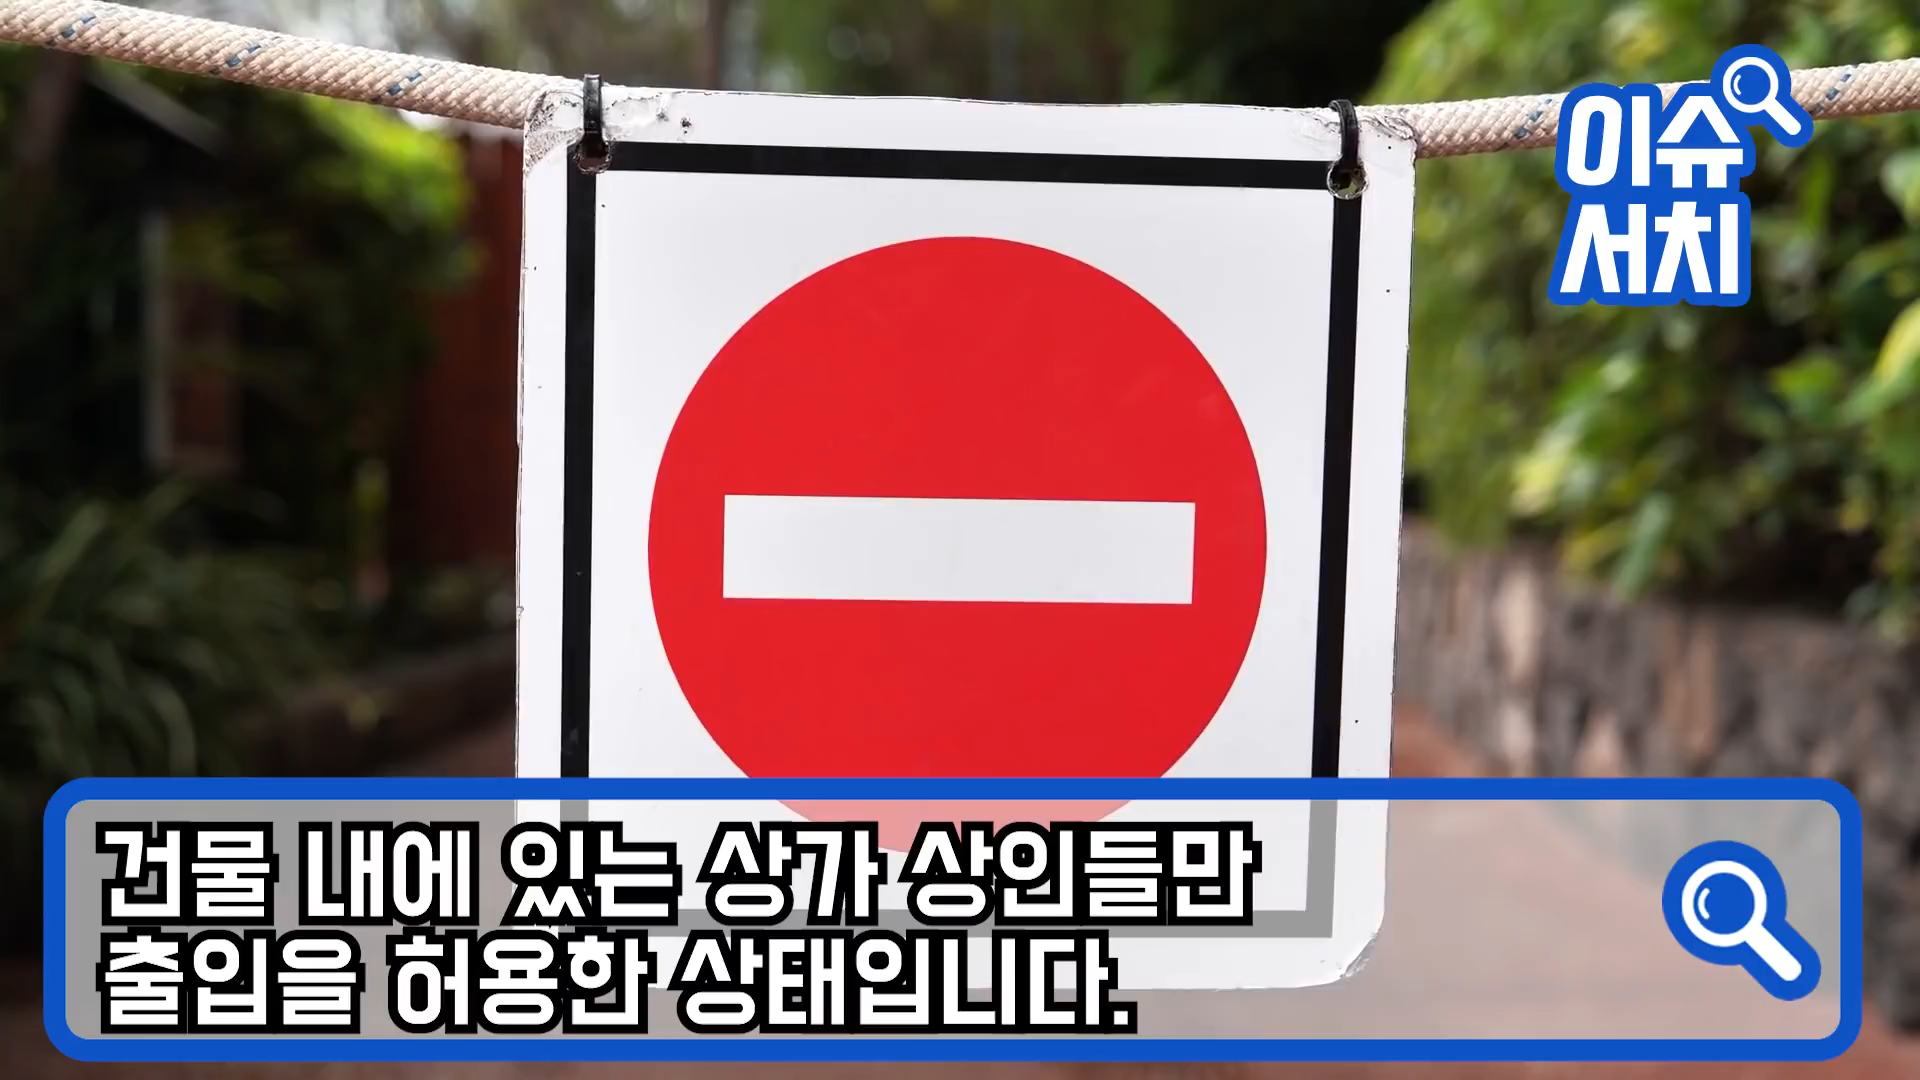 이슈
서치
건물 내에 있는 상가 상인들만
출입을 허용한 상태입니다.